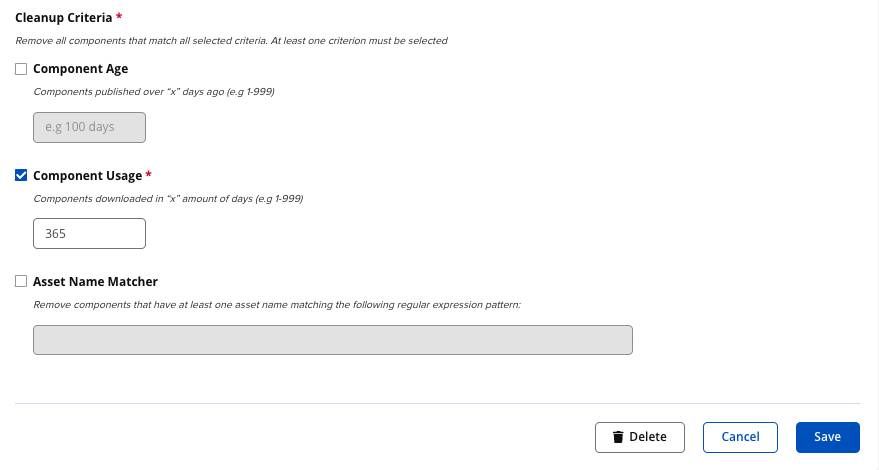 Cleanup Criteria *
Remove all components that match all selected criteria. At least one criterion must be selected
Component Age
Components published over “x” days ago (e.g 1-999)
e.g 100 days
Component Usage *
Components downloaded in “x” amount of days (e.g 1-999)
365
Asset Name Matcher
Remove components that have at least one asset name matching the following regular expression pattern:
Delete Cancel Save